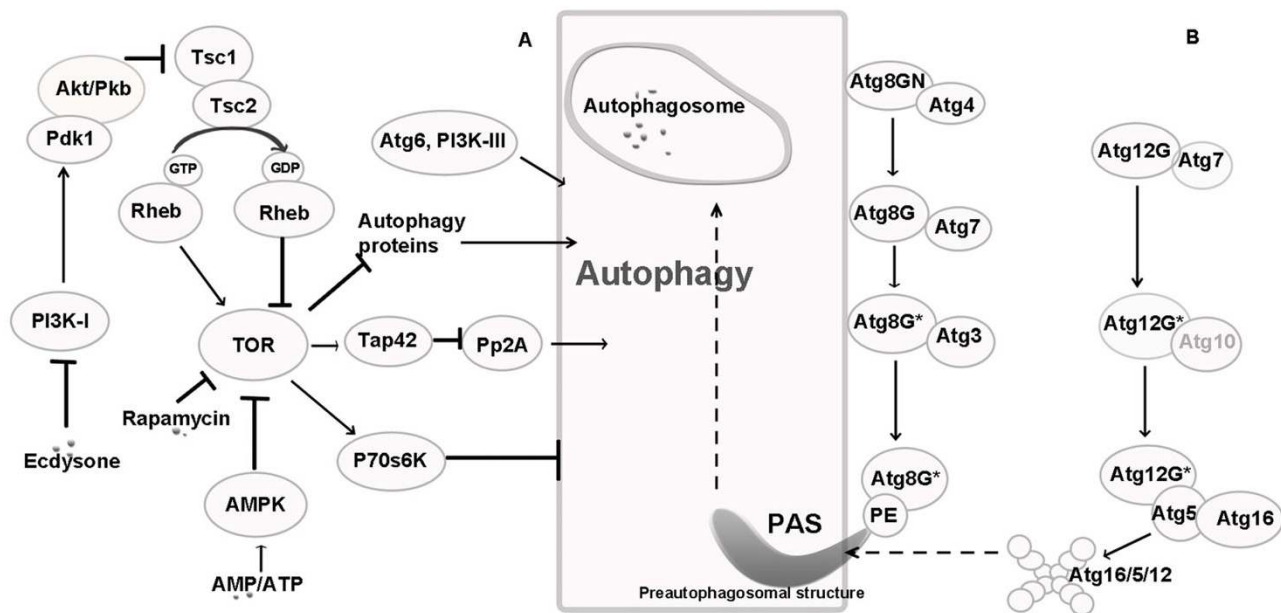 A
B
Tsc1
Akt/Pkb
Tsc2
Pdk1
GTP
GDP
Rheb
Rheb
Atg6, PI3K-III
Autophagy
proteins
PI3K-I
TOR
Tap42
Pp2A
Rapamycin
Ecdysone
P70s6K
AMPK
AMP/ATP
Autophagosome
Autophagy
PAS
Preautophagosomal structure
Atg8GN
Atg4
Atg8G
Atg7
Atg8G*
Atg3
Atg8G*
PE
Atg12G
Atg7
Atg12G*
Atg10
Atg12G*
Atg5
Atg16
Atg16/5/12